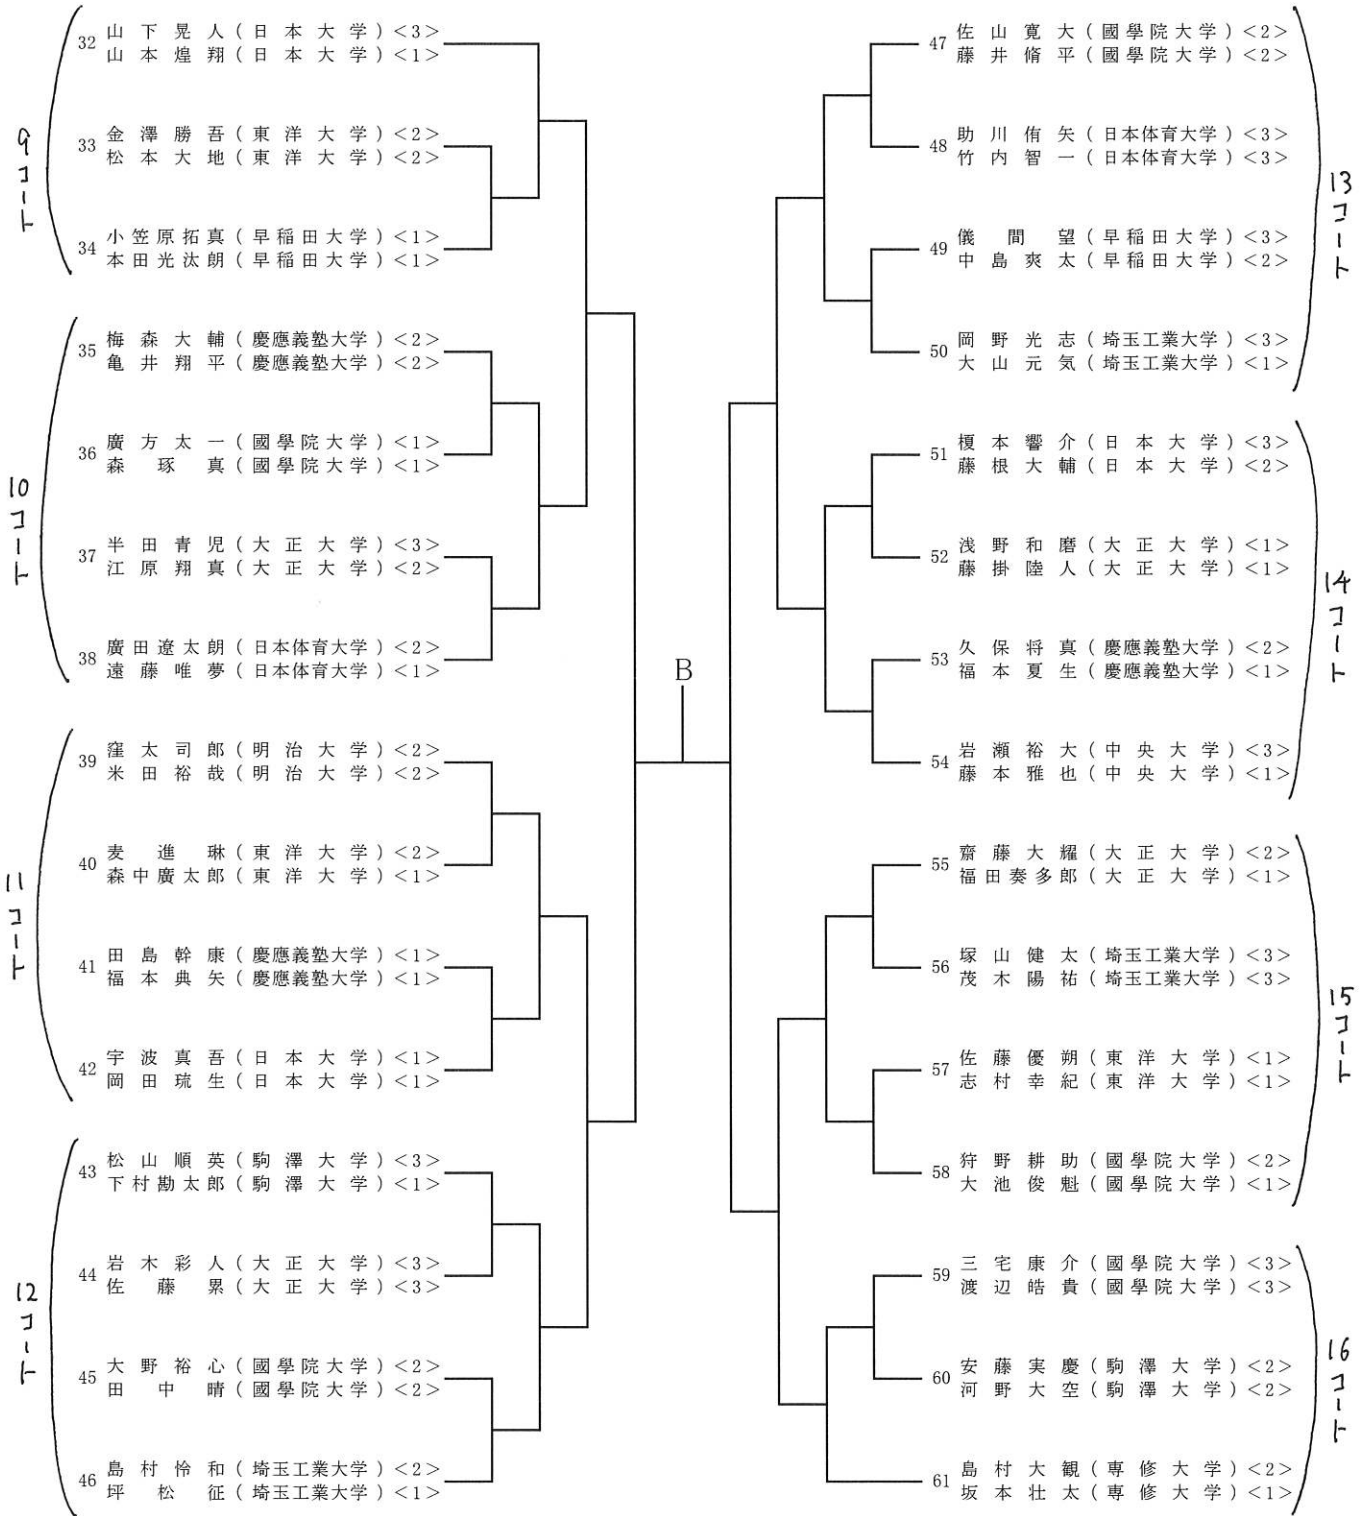 9コート
32 山下晃人(日本大学)<3>
山本煌翔(日本大学)<1>
33 金澤勝吾(東洋大学)<2>
松本大地(東洋大学)<2>
34 小笠原拓真(早稲田大学)<1>
本田光汰朗(早稲田大学)<1>
10コート
35 梅森大輔(慶應義塾大学)<2>
亀井翔平(慶應義塾大学)<2>
36 廣方太一(國學院大学)<1>
森琢真(國學院大学)<1>
37 半田青児(大正大学)<3>
江原翔真(大正大学)<2>
38 廣田遼太朗(日本体育大学)<2>
遠藤唯夢(日本体育大学)<1>
11コート
39 窪太司郎(明治大学)<2>
米田裕哉(明治大学)<2>
40 麦進琳(東洋大学)<2>
森中廣太郎(東洋大学)<1>
41 田島幹康(慶應義塾大学)<1>
福本典矢(慶應義塾大学)<1>
42 宇波真吾(日本大学)<1>
岡田琉生(日本大学)<1>
12コート
43 松山順英(駒澤大学)<3>
下村勘太郎(駒澤大学)<1>
44 岩木彩人(大正大学)<3>
佐藤累(大正大学)<3>
45 大野裕心(國學院大学)<2>
田中晴(國學院大学)<2>
46 島村怜和(埼玉工業大学)<2>
坪松征(埼玉工業大学)<1>
B
13コート
47 佐山寛大(國學院大学)<2>
藤井脩平(國學院大学)<2>
48 助川侑矢(日本体育大学)<3>
竹内智一(日本体育大学)<3>
49 儀間望(早稲田大学)<3>
中島爽太(早稲田大学)<2>
50 岡野光志(埼玉工業大学)<3>
大山元気(埼玉工業大学)<1>
14コート
51 榎本響介(日本大学)<3>
藤根大輔(日本大学)<2>
52 浅野和磨(大正大学)<1>
藤掛陸人(大正大学)<1>
53 久保将真(慶應義塾大学)<2>
福本夏生(慶應義塾大学)<1>
54 岩瀬裕大(中央大学)<3>
藤本雅也(中央大学)<1>
15コート
55 齋藤大耀(大正大学)<2>
福田奏多郎(大正大学)<1>
56 塚山健太(埼玉工業大学)<3>
茂木陽祐(埼玉工業大学)<3>
57 佐藤優朔(東洋大学)<1>
志村幸紀(東洋大学)<1>
58 狩野耕助(國學院大学)<2>
大池俊魁(國學院大学)<1>
16コート
59 三宅康介(國學院大学)<3>
渡辺皓貴(國學院大学)<3>
60 安藤実慶(駒澤大学)<2>
河野大空(駒澤大学)<2>
61 島村大観(専修大学)<2>
坂本壮太(専修大学)<1>